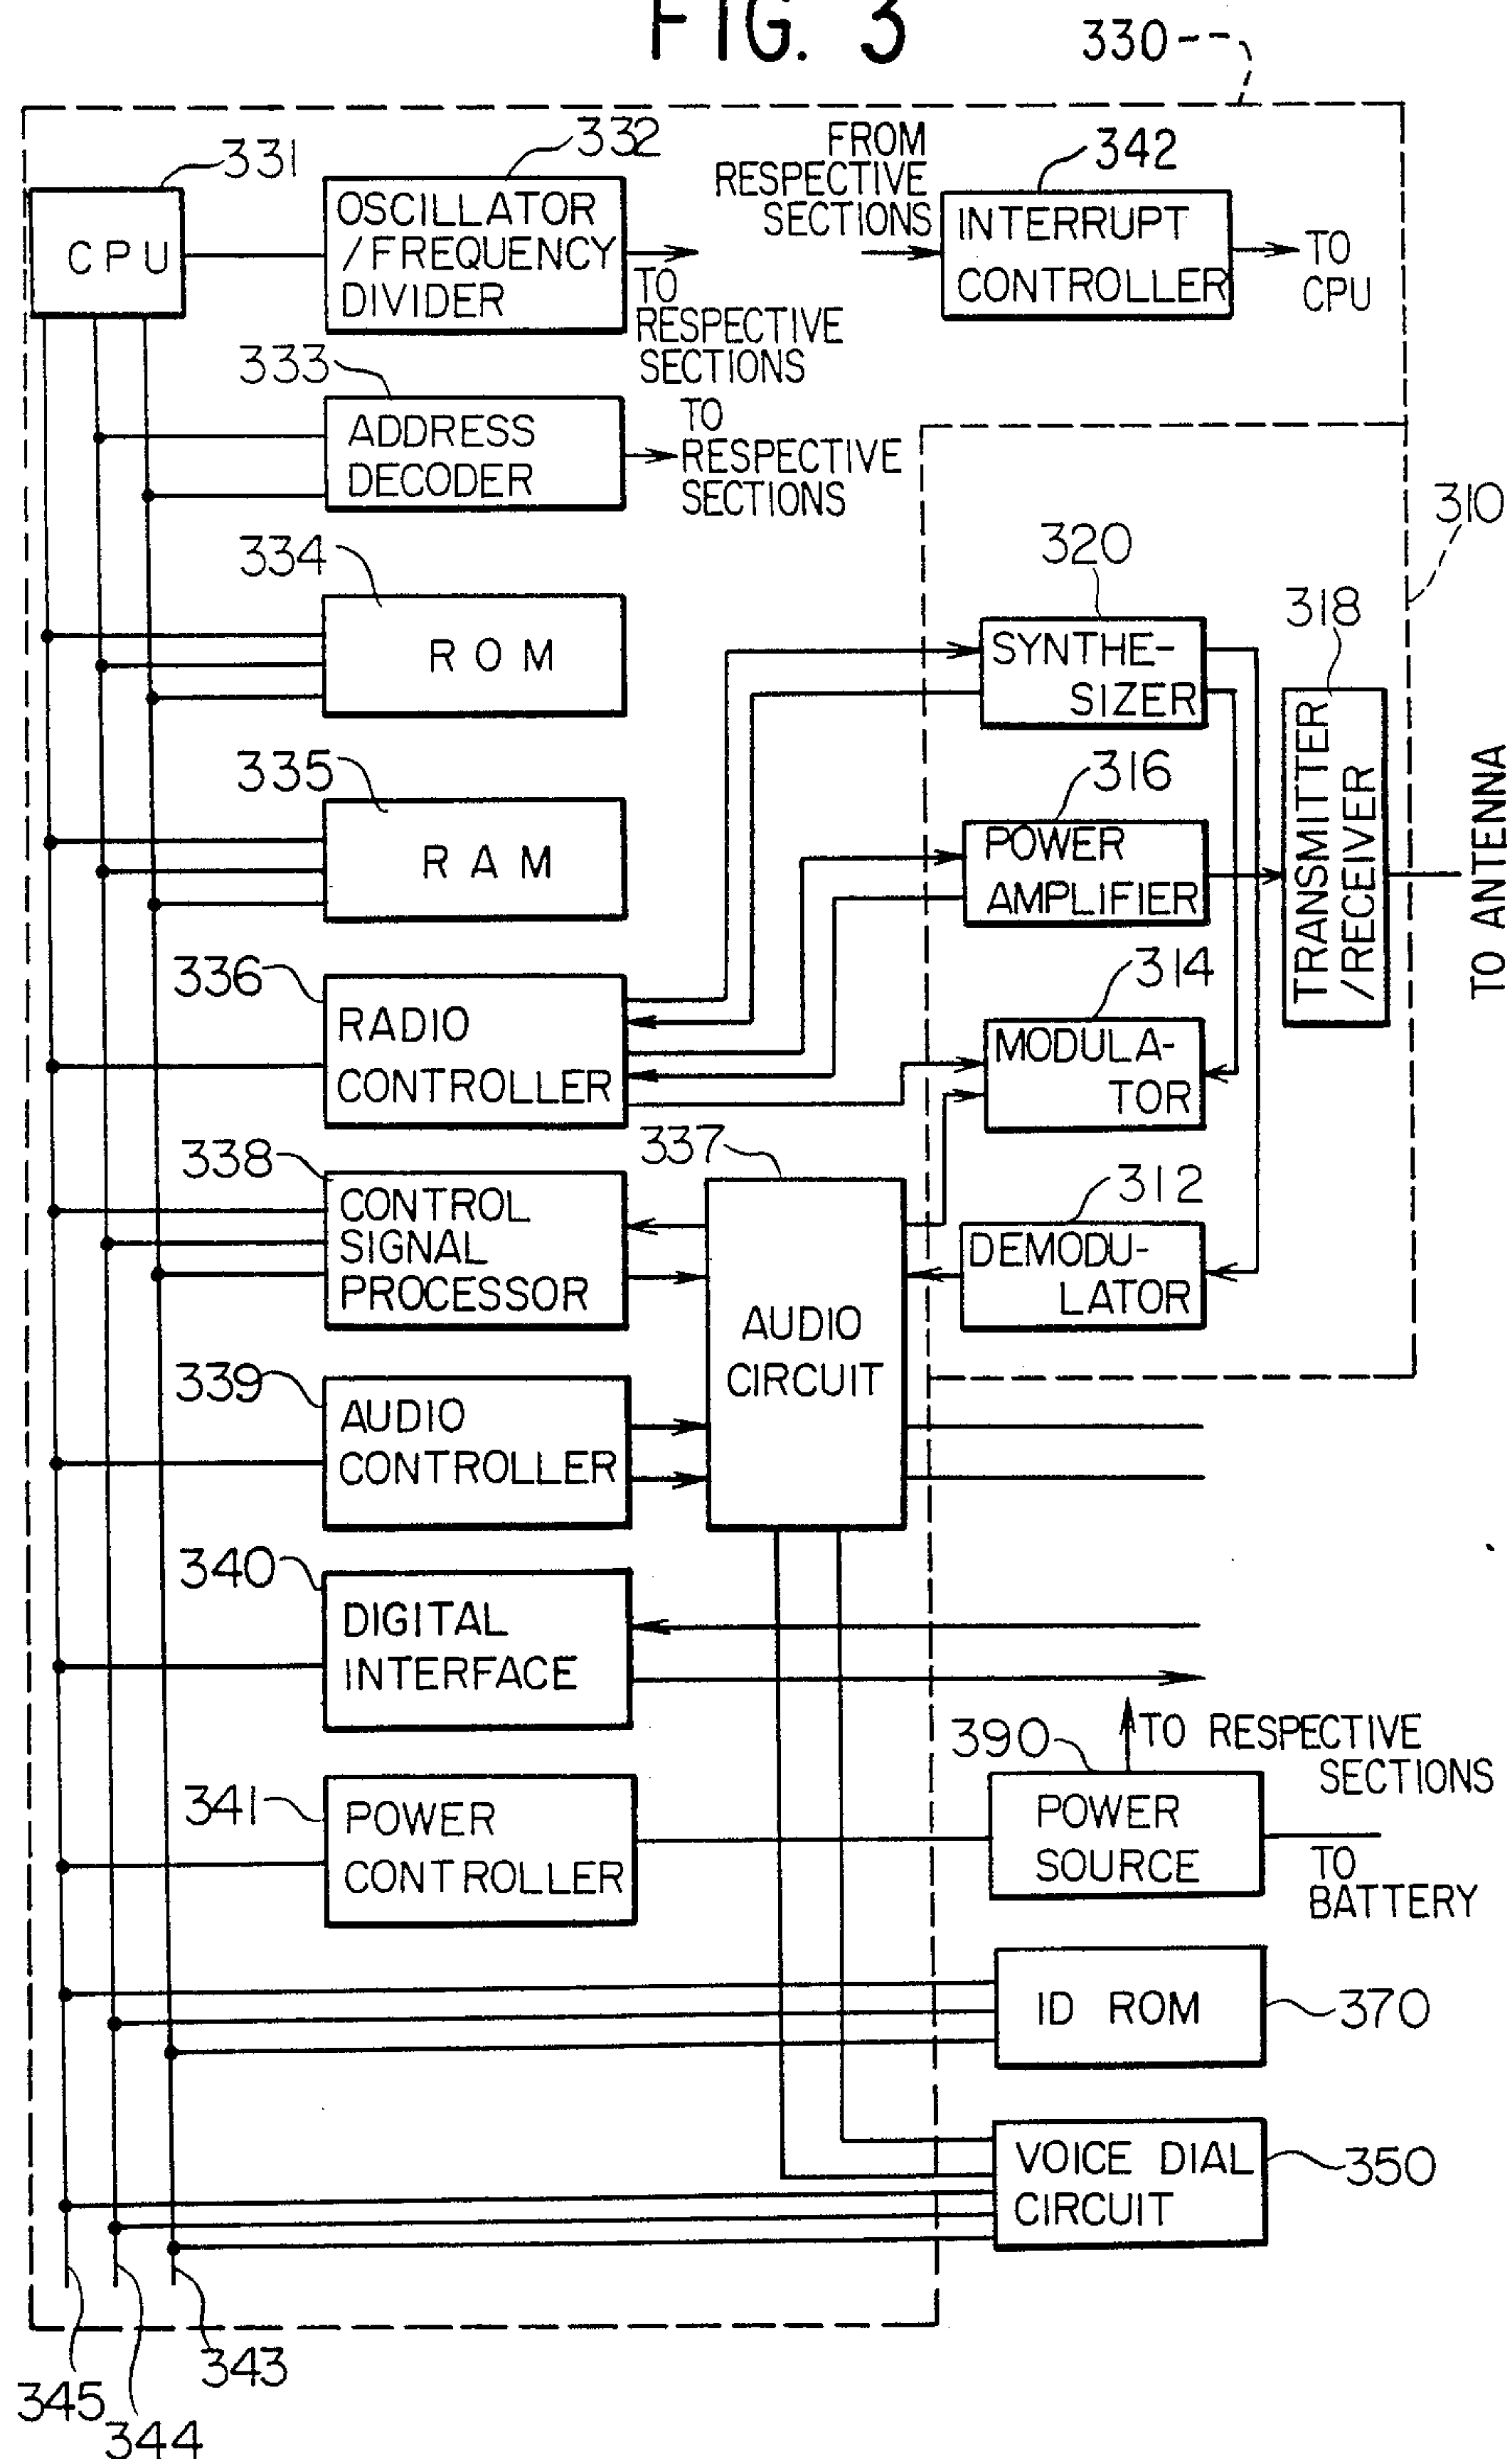 FIG. 3
330
331
CPU
332
OSCILLATOR
/FREQUENCY
DIVIDER
TO
RESPECTIVE
SECTIONS
FROM
RESPECTIVE
SECTIONS
342
INTERRUPT
CONTROLLER
TO
CPU
333
ADDRESS
DECODER
TO
RESPECTIVE
SECTIONS
310
334
ROM
320
SYNTHE-
SIZER
318
TRANSMITTER
/RECEIVER
TO ANTENNA
335
RAM
316
POWER
AMPLIFIER
336
RADIO
CONTROLLER
314
MODULA-
TOR
338
CONTROL
SIGNAL
PROCESSOR
337
AUDIO
CIRCUIT
312
DEMODU-
LATOR
339
AUDIO
CONTROLLER
340
DIGITAL
INTERFACE
390
TO RESPECTIVE
SECTIONS
341
POWER
CONTROLLER
POWER
SOURCE
TO
BATTERY
ID ROM
370
VOICE DIAL
CIRCUIT
350
343
345
344